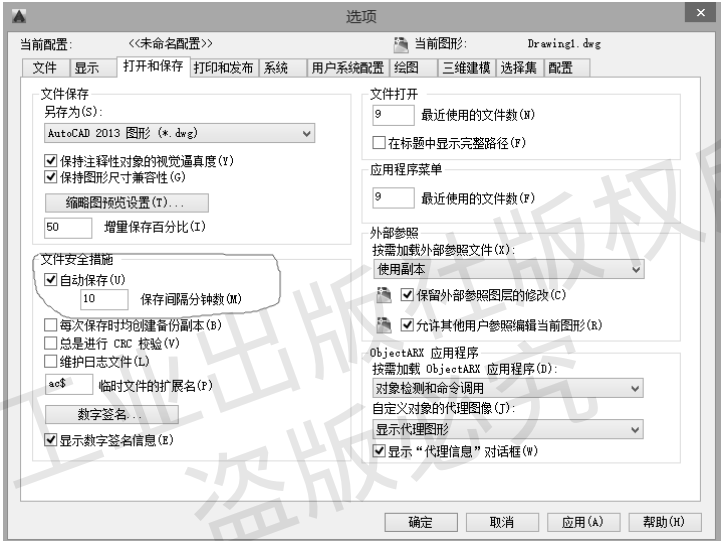 选项
当前配置: <<未命名配置>> 当前图形: Drawing1.dwg
文件 显示 打开和保存 打印和发布 系统 用户系统配置 绘图 三维建模 选择集 配置
文件保存
另存为(S):
AutoCAD 2013 图形 (*.dwg)
保持注释性对象的视觉逼真度(Y)
保持图形尺寸兼容性(G)
缩略图预览设置(T)...
50 增量保存百分比(I)
文件安全措施
自动保存(U)
10 保存间隔分钟数(M)
每次保存时均创建备份副本(B)
总是进行 CRC 校验(V)
维护日志文件(L)
ac$ 临时文件的扩展名(P)
数字签名...
显示数字签名信息(E)
文件打开
9 最近使用的文件数(N)
在标题中显示完整路径(F)
应用程序菜单
9 最近使用的文件数(F)
外部参照
按需加载外部参照文件(X):
使用副本
保留外部参照图层的修改(C)
允许其他用户参照编辑当前图形(R)
ObjectARX 应用程序
按需加载 ObjectARX 应用程序(D):
对象检测和命令调用
自定义对象的代理图像(J):
显示代理图形
显示“代理信息”对话框(W)
确定 取消 应用(A) 帮助(H)
工业出版社版权
盗版必究